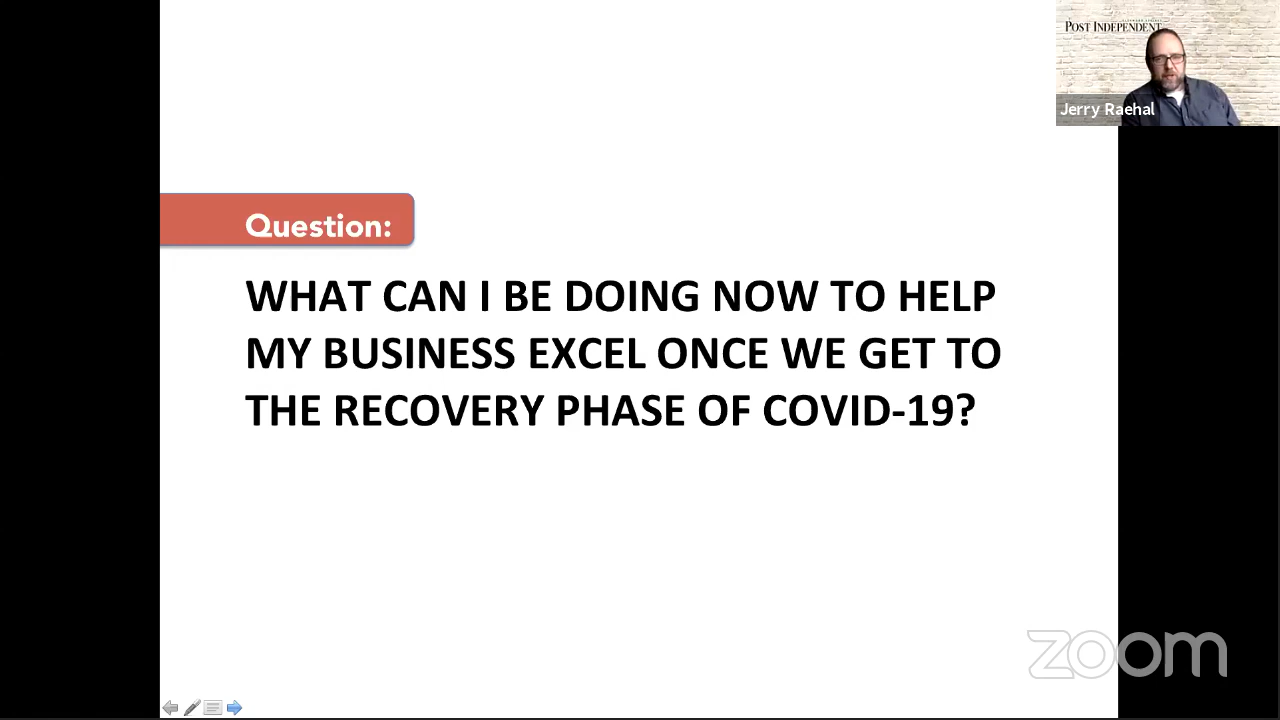 POST INDEPENDENT
Jerry Raehal
Question:
WHAT CAN I BE DOING NOW TO HELP
MY BUSINESS EXCEL ONCE WE GET TO
THE RECOVERY PHASE OF COVID-19?
zoom